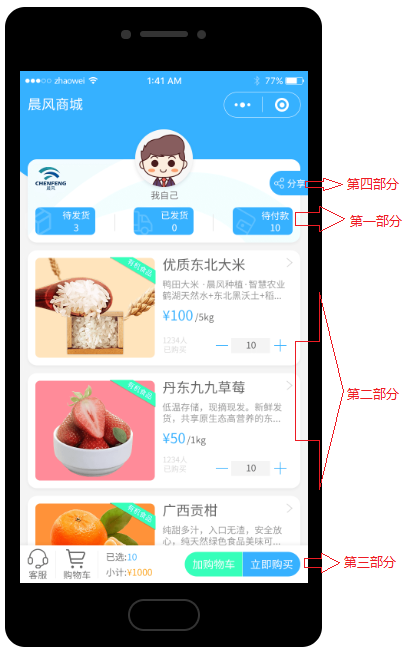 zhaowei 1:41 AM 77%
晨风商城
CHENFENG
晨风
我自己
分享
第四部分
待发货
3
已发货
0
待付款
10
第一部分
有机食品
优质东北大米
鸭田大米 · 晨风种植 · 智慧农业
鹤湖天然水+东北黑沃土+稻...
¥100/5kg
1234人
已购买
10
有机食品
丹东九九草莓
低温存储，现摘现发。新鲜发
货，共享原生态高营养的东...
¥50/1kg
1234人
已购买
10
第二部分
有机食品
广西贡柑
纯甜多汁，入口无渣，安全放
心，纯天然绿色食品美味可...
客服
购物车
已选:10
小计:¥1000
加购物车
立即购买
第三部分